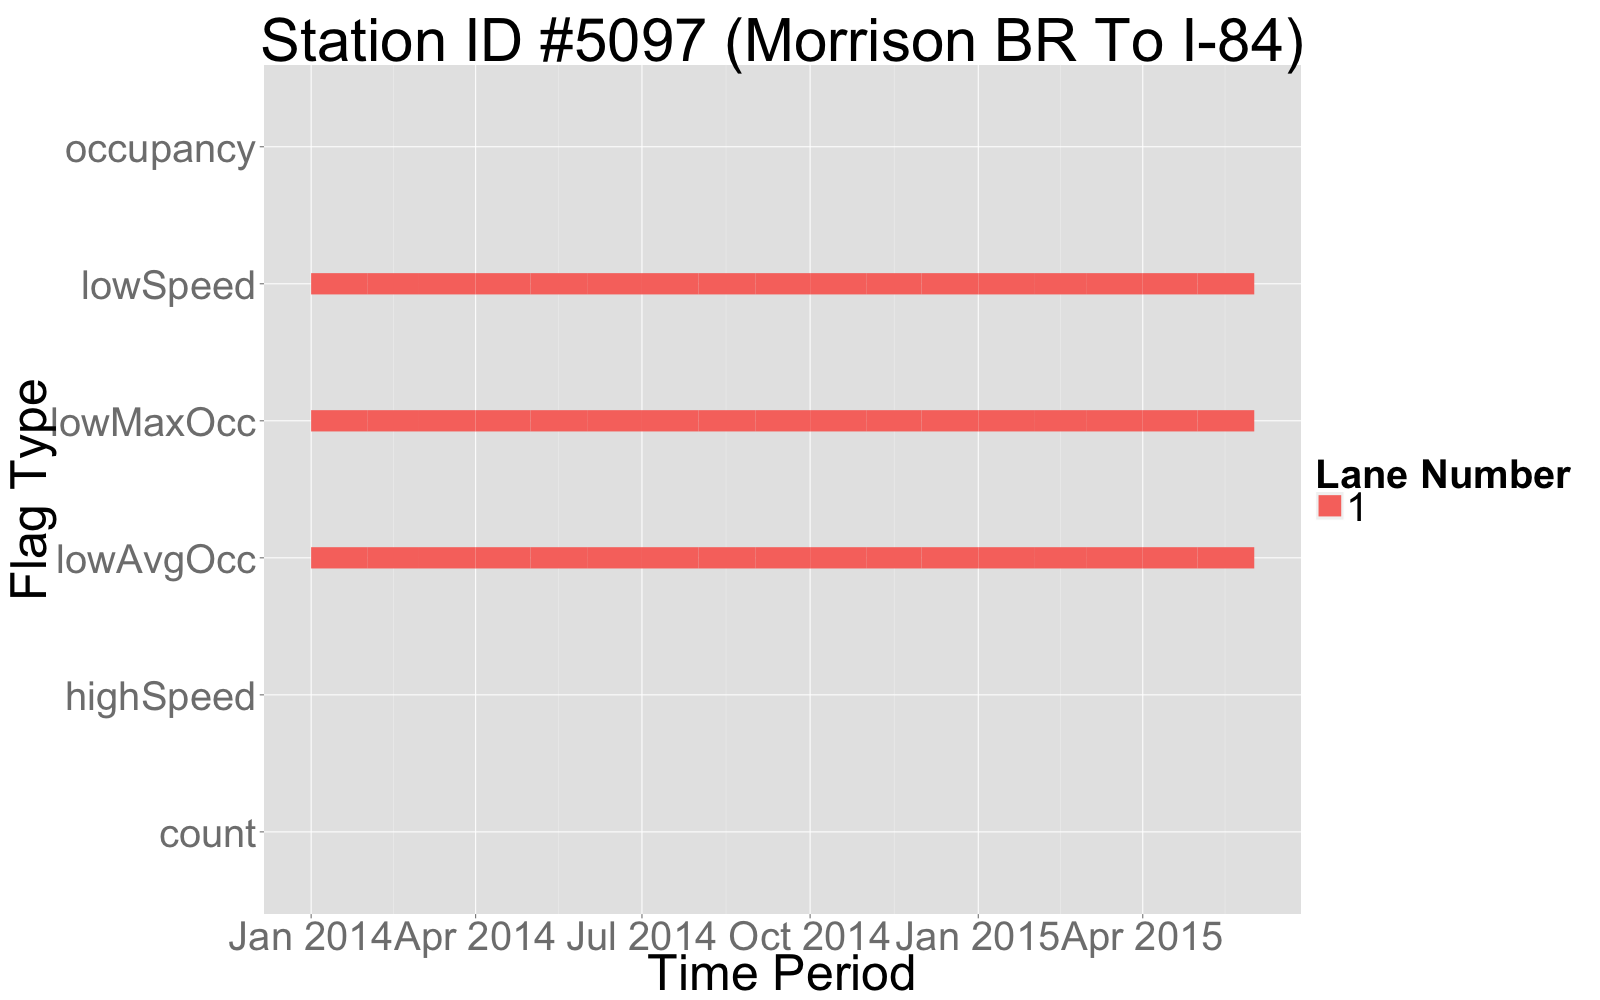 Station ID #5097 (Morrison BR To I-84)
occupancy
lowSpeed
lowMaxOcc
lowAvgOcc
highSpeed
count
Flag Type
Jan 2014 Apr 2014 Jul 2014 Oct 2014 Jan 2015 Apr 2015
Time Period
Lane Number
1